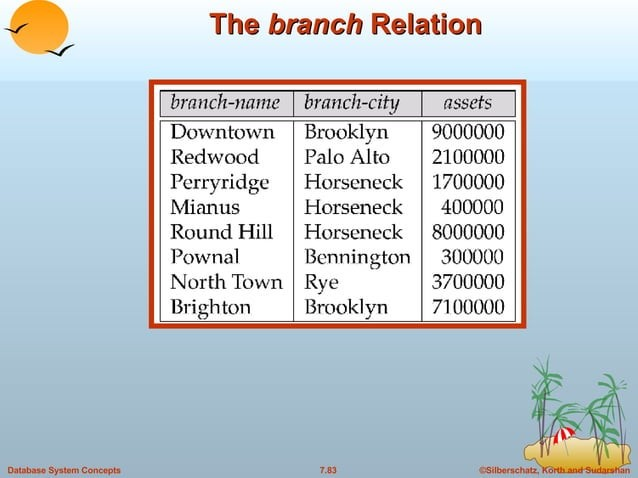 The branch Relation
branch-name branch-city assets
Downtown Brooklyn 9000000
Redwood Palo Alto 2100000
Perryridge Horseneck 1700000
Mianus Horseneck 400000
Round Hill Horseneck 8000000
Pownal Bennington 300000
North Town Rye 3700000
Brighton Brooklyn 7100000
Database System Concepts 7.83 ©Silberschatz, Korth and Sudarshan